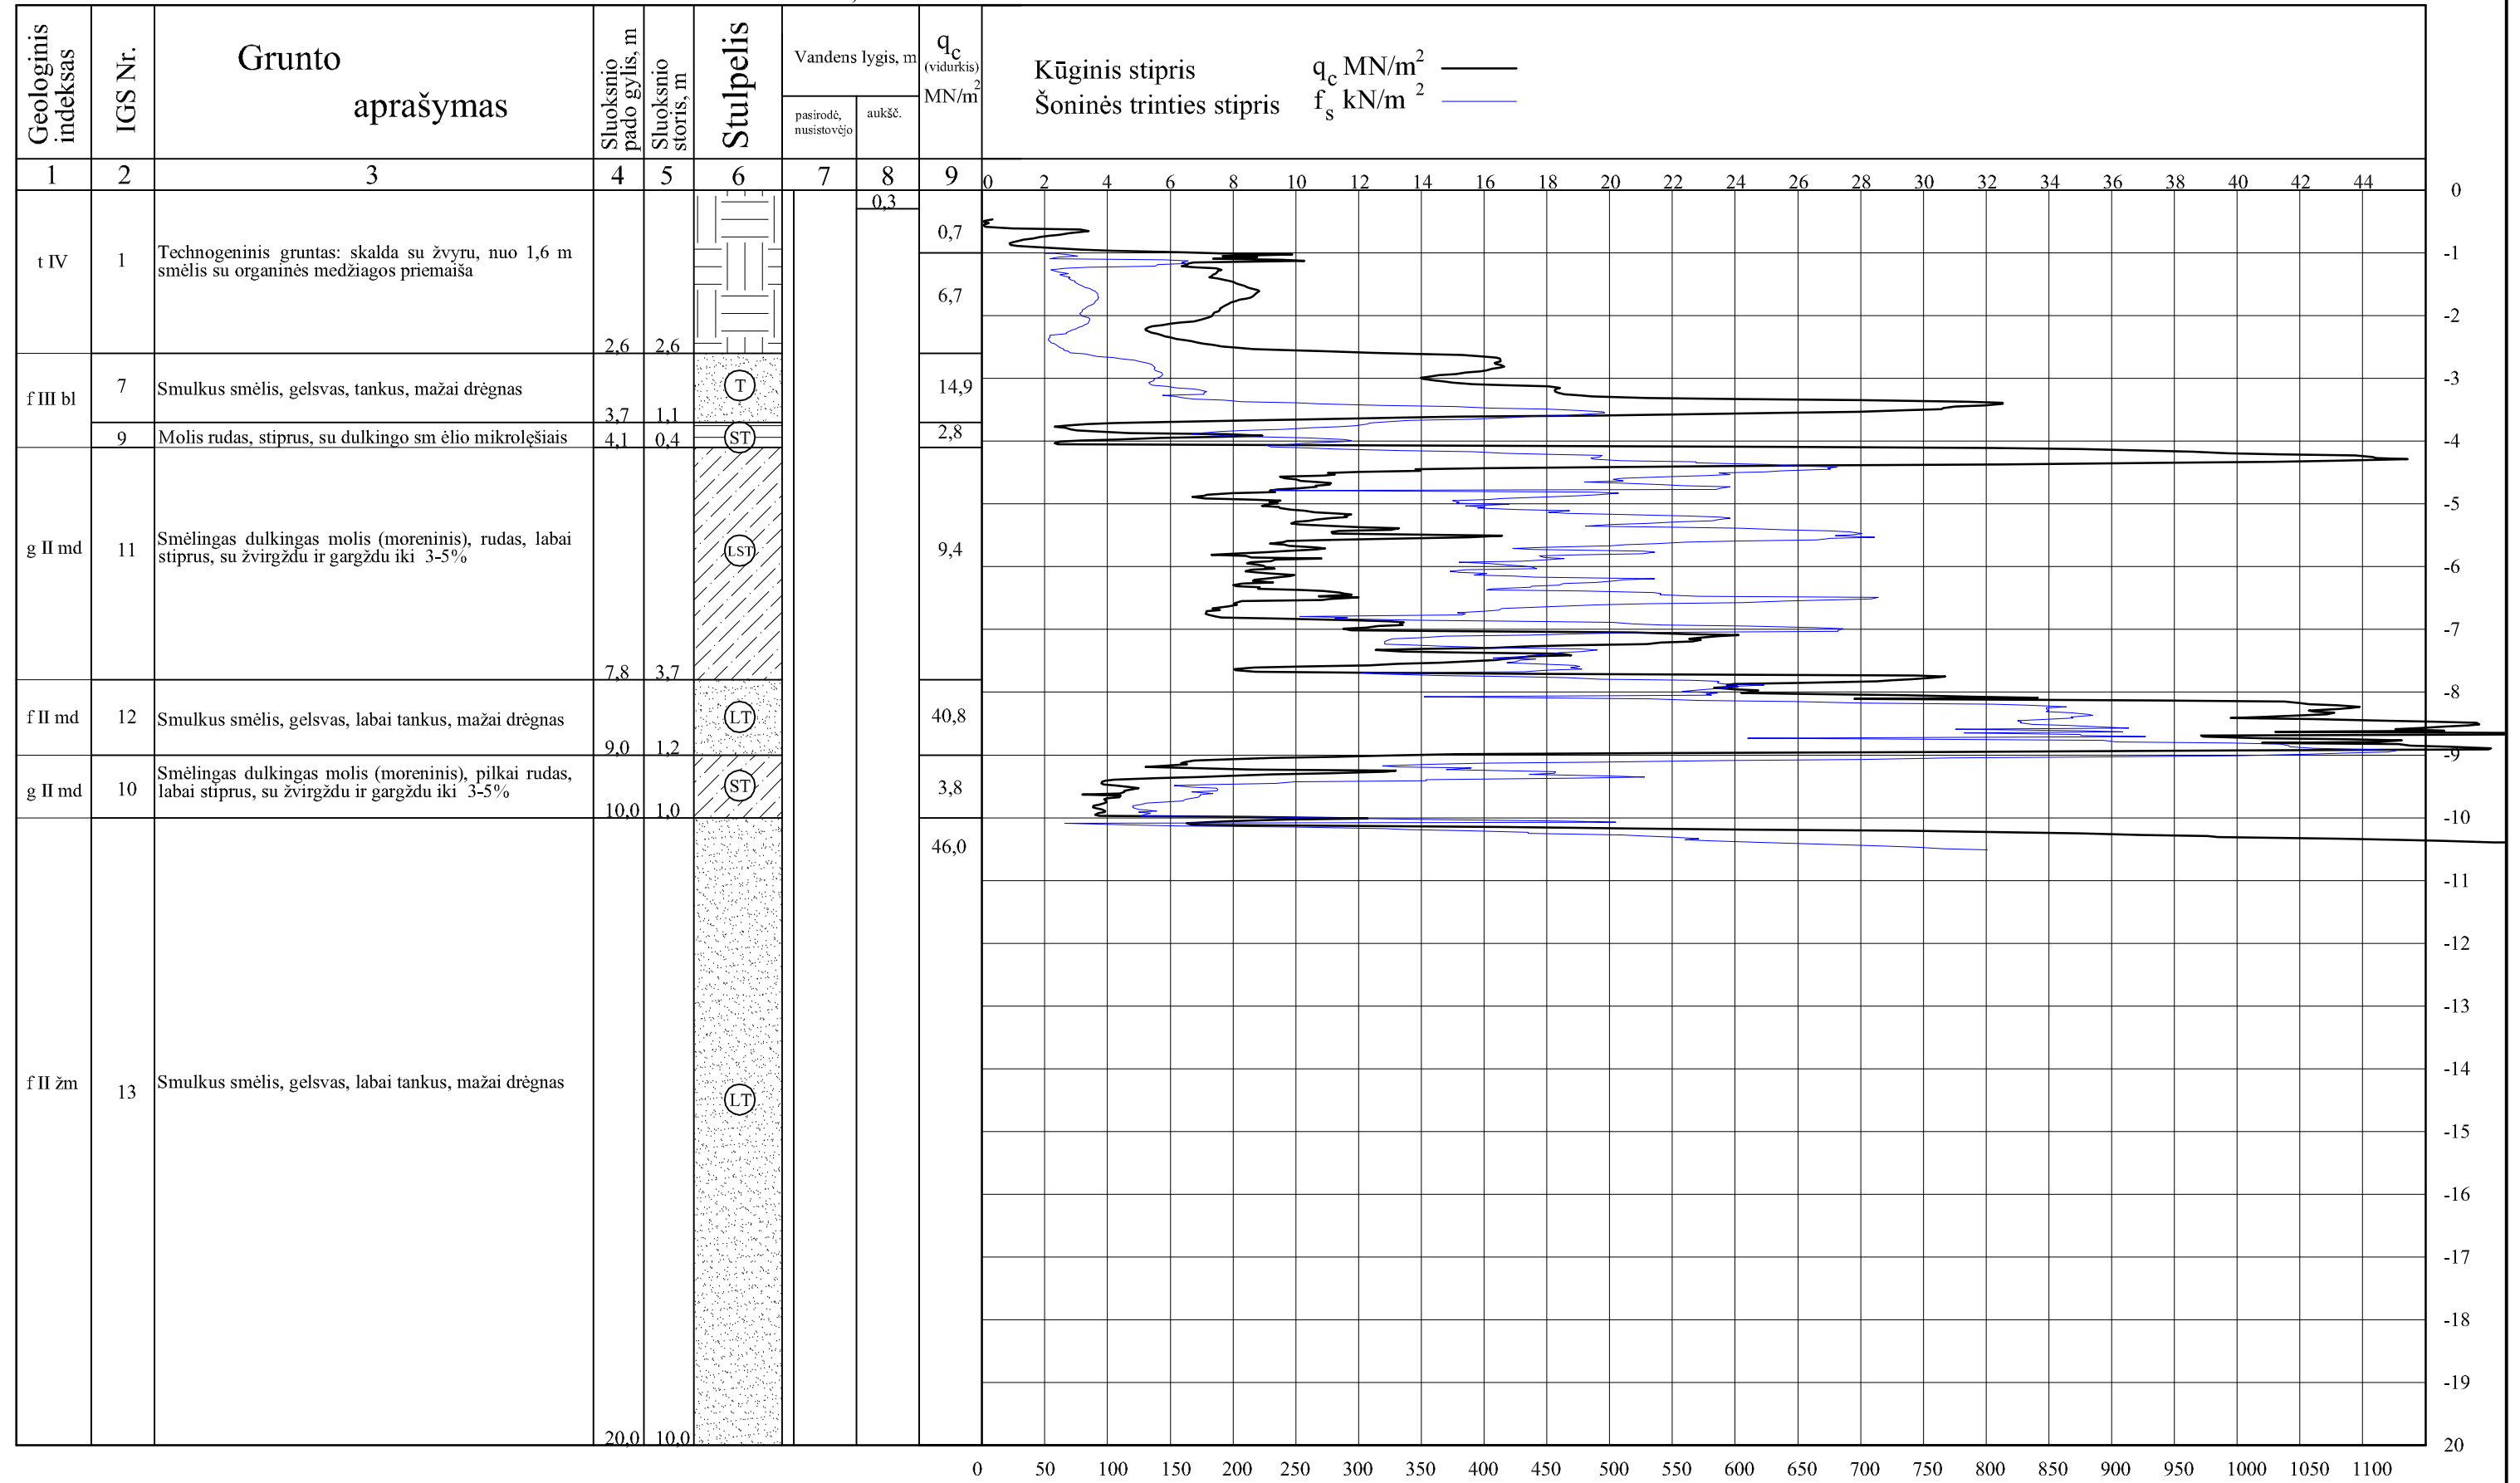 Geologinis
indeksas
IGS Nr.
Grunto
aprašymas
Sluoksnio
pado gylis, m
Sluoksnio
storis, m
Stulpelis
Vandens lygis, m
pasirodė,
nusistovėjo
aukšč.
q c
(vidurkis)
MN/m 2
Kūginis stipris q c MN/m 2
Šoninės trinties stipris f s kN/m 2
1 2 3 4 5 6 7 8 9
0 2 4 6 8 10 12 14 16 18 20 22 24 26 28 30 32 34 36 38 40 42 44
0
0,3
t IV
1
Technogeninis gruntas: skalda su žvyru, nuo 1,6 m
smėlis su organinės medžiagos priemaiša
2,6 2,6
0,7
6,7
f III bl
7
Smulkus smėlis, gelsvas, tankus, mažai drėgnas
3,7 1,1
T
14,9
9
Molis rudas, stiprus, su dulkingo sm ėlio mikrolęšiais
4,1 0,4
ST
2,8
g II md
11
Smėlingas dulkingas molis (moreninis), rudas, labai
stiprus, su žvirgždu ir gargždu iki 3-5%
7,8 3,7
LST
9,4
f II md
12
Smulkus smėlis, gelsvas, labai tankus, mažai drėgnas
9,0 1,2
LT
40,8
g II md
10
Smėlingas dulkingas molis (moreninis), pilkai rudas,
labai stiprus, su žvirgždu ir gargždu iki 3-5%
10,0 1,0
ST
3,8
f II žm
13
Smulkus smėlis, gelsvas, labai tankus, mažai drėgnas
20,0 10,0
LT
46,0
-1
-2
-3
-4
-5
-6
-7
-8
-9
-10
-11
-12
-13
-14
-15
-16
-17
-18
-19
20
0 50 100 150 200 250 300 350 400 450 500 550 600 650 700 750 800 850 900 950 1000 1050 1100